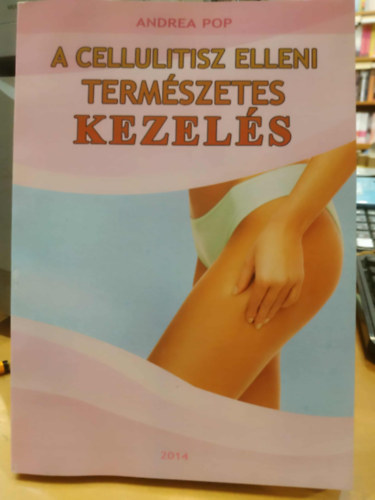 ANDREA POP
A CELLULITISZ ELLENI
TERMÉSZETES
KEZELÉS
2014